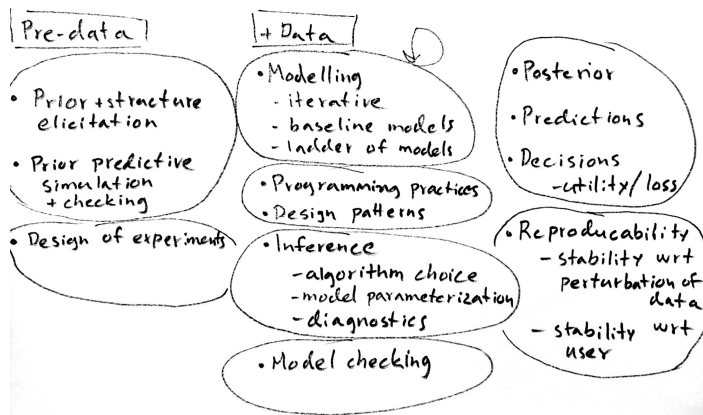 Pre-data
• Prior + structure
elicitation
• Prior predictive
simulation
+ checking
• Design of experiments
+ Data
• Modelling
- iterative
- baseline models
- ladder of models
• Programming practices
• Design patterns
• Inference
- algorithm choice
- model parameterization
- diagnostics
• Model checking
• Posterior
• Predictions
• Decisions
- utility/loss
• Reproducability
- stability wrt
perturbation of
data
- stability wrt
user